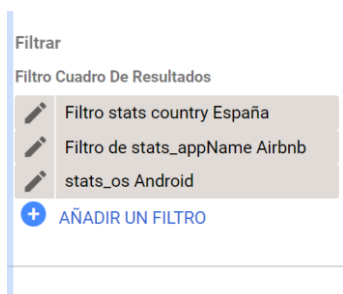 Filtrar
Filtro Cuadro De Resultados
Filtro stats country España
Filtro de stats_appName Airbnb
stats_os Android
AÑADIR UN FILTRO